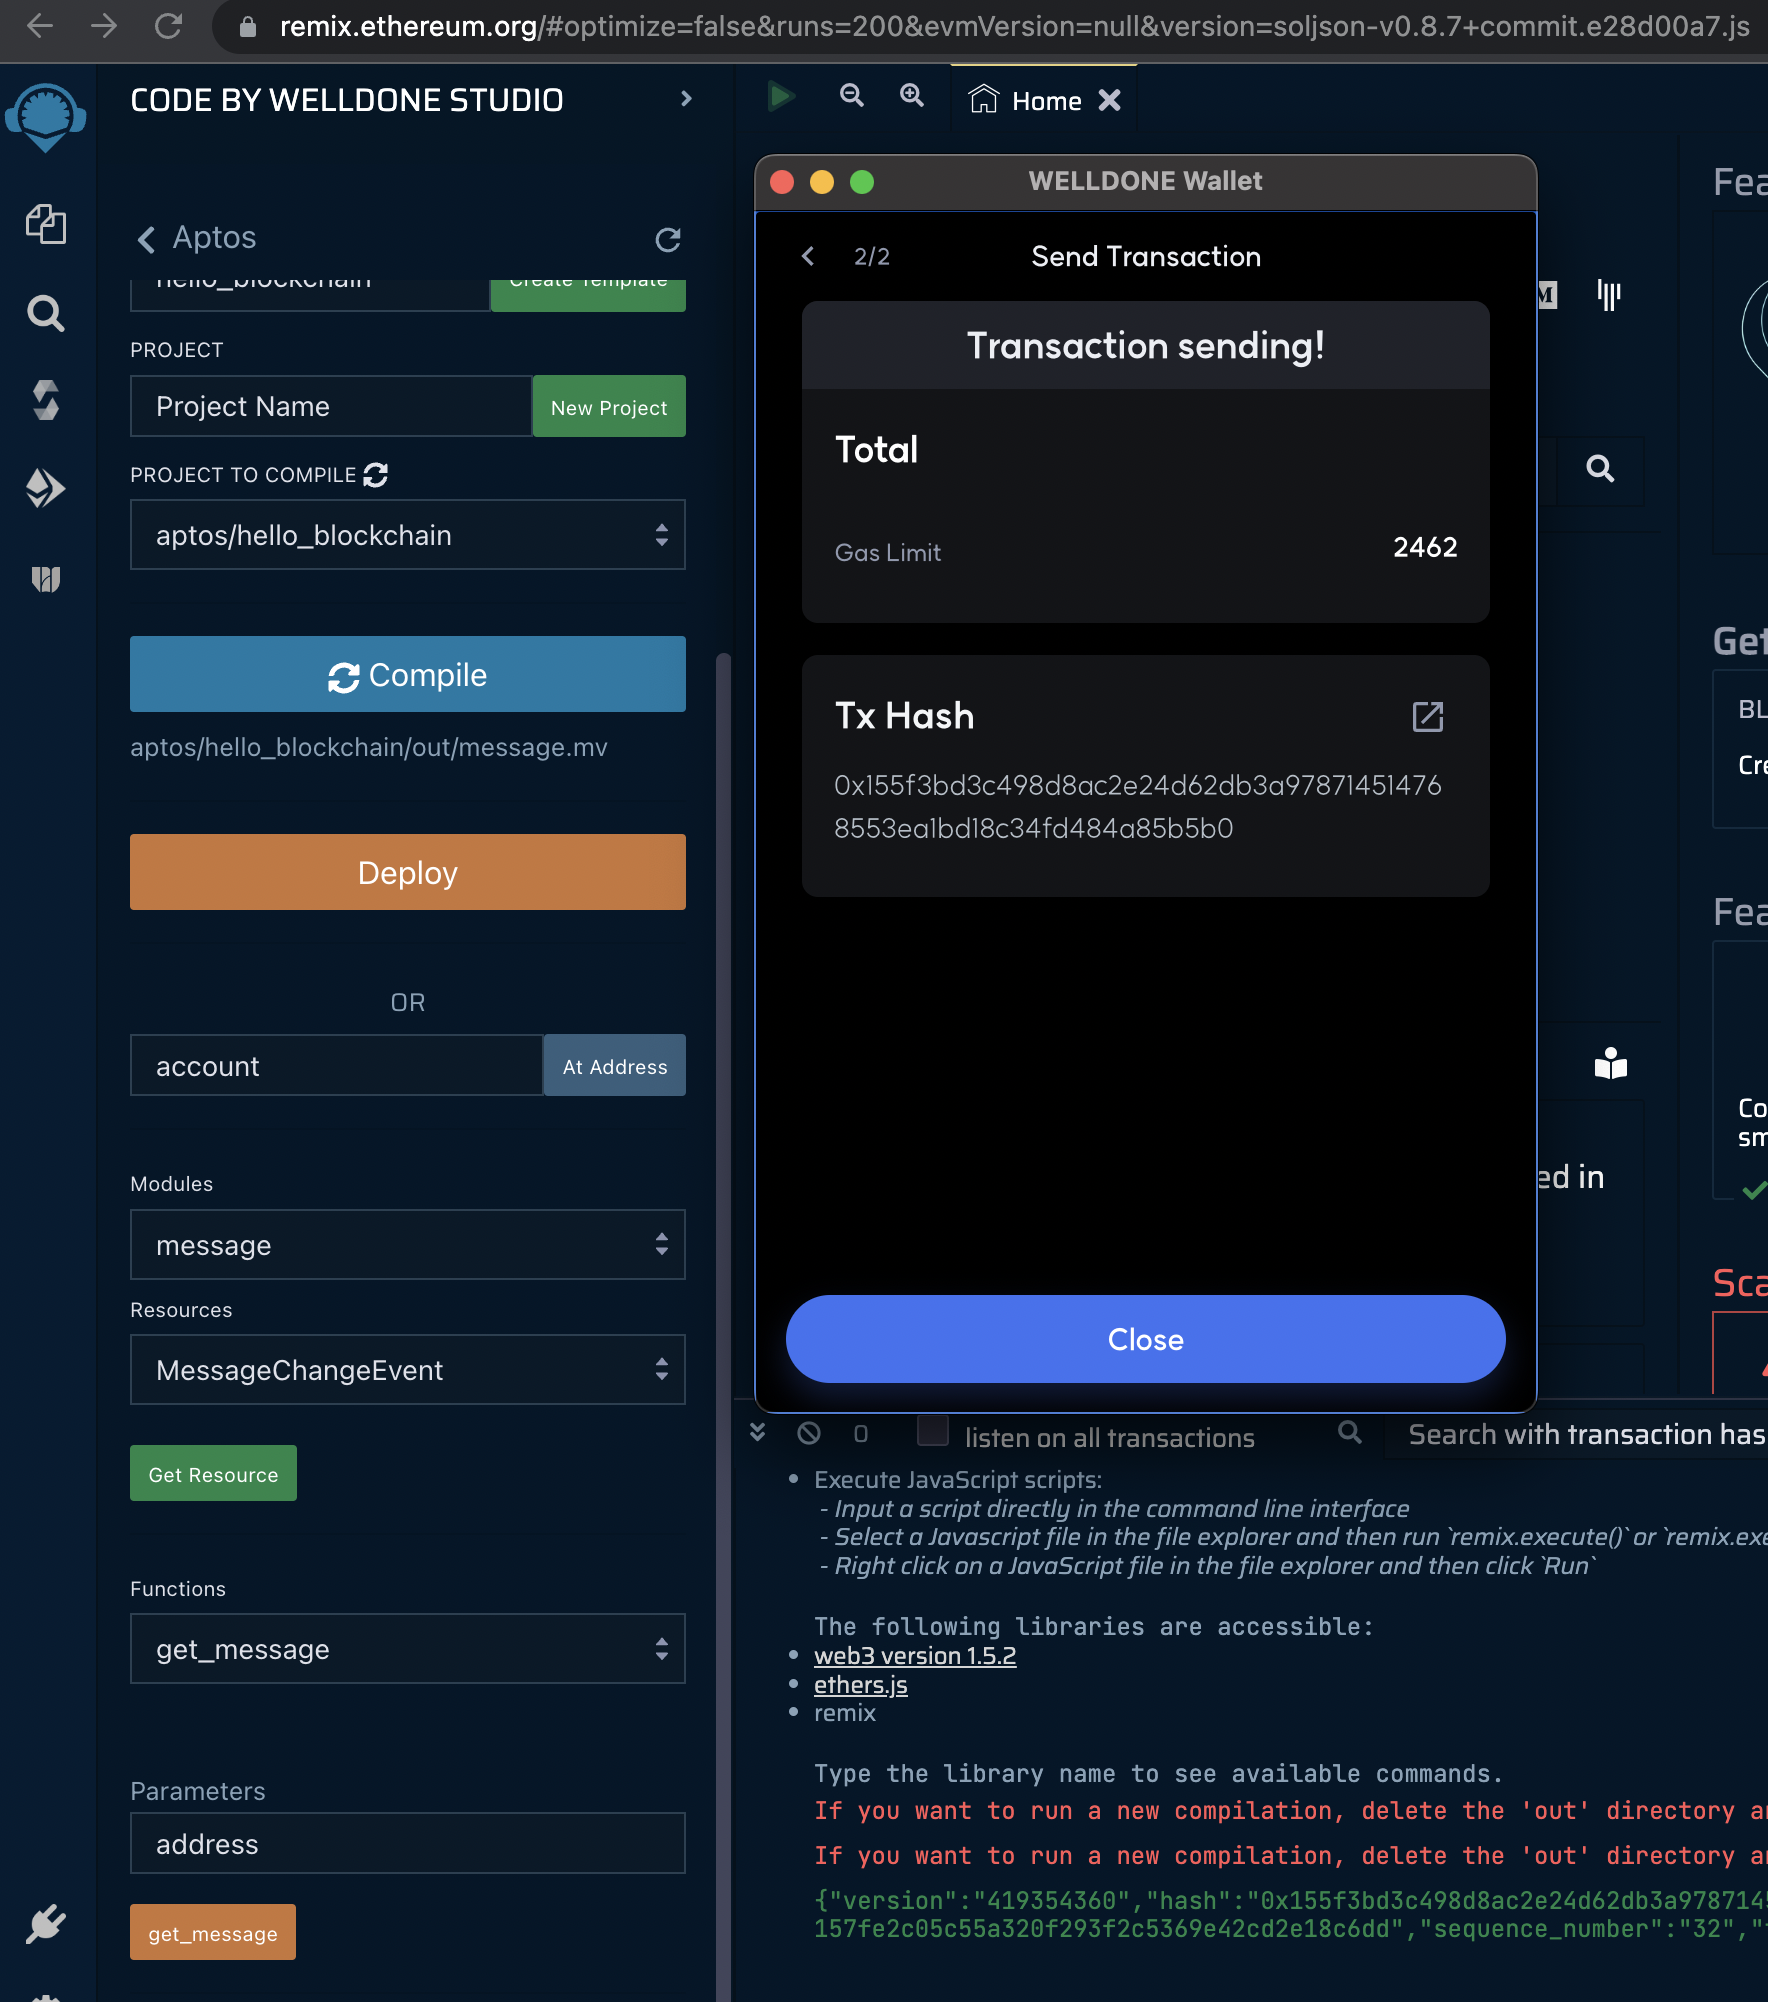 remix.ethereum.org/#optimize=false&runs=200&evmVersion=null&version=soljson-v0.8.7+commit.e28d00a7.js
CODE BY WELLDONE STUDIO
Aptos
hello_blockchain
Create Template
PROJECT
Project Name
New Project
PROJECT TO COMPILE
aptos/hello_blockchain
Compile
aptos/hello_blockchain/out/message.mv
Deploy
OR
account
At Address
Modules
message
Resources
MessageChangeEvent
Get Resource
Functions
get_message
Parameters
address
get_message
Home
WELLDONE Wallet
2/2
Send Transaction
Transaction sending!
Total
Gas Limit
2462
Tx Hash
0x155f3bd3c498d8ac2e24d62db3a97871451476
8553ea1bd18c34fd484a85b5b0
Close
Fea
M
Get
BL
Cre
Fea
Co
sm
ed in
Sca
0
listen on all transactions
Search with transaction has
Execute JavaScript scripts:
- Input a script directly in the command line interface
- Select a Javascript file in the file explorer and then run `remix.execute()` or `remix.exe
- Right click on a JavaScript file in the file explorer and then click `Run`
The following libraries are accessible:
web3 version 1.5.2
ethers.js
remix
Type the library name to see available commands.
If you want to run a new compilation, delete the 'out' directory an
If you want to run a new compilation, delete the 'out' directory an
{"version":"419354360","hash":"0x155f3bd3c498d8ac2e24d62db3a9787145
157fe2c05c55a320f293f2c5369e42cd2e18c6dd","sequence_number":"32","